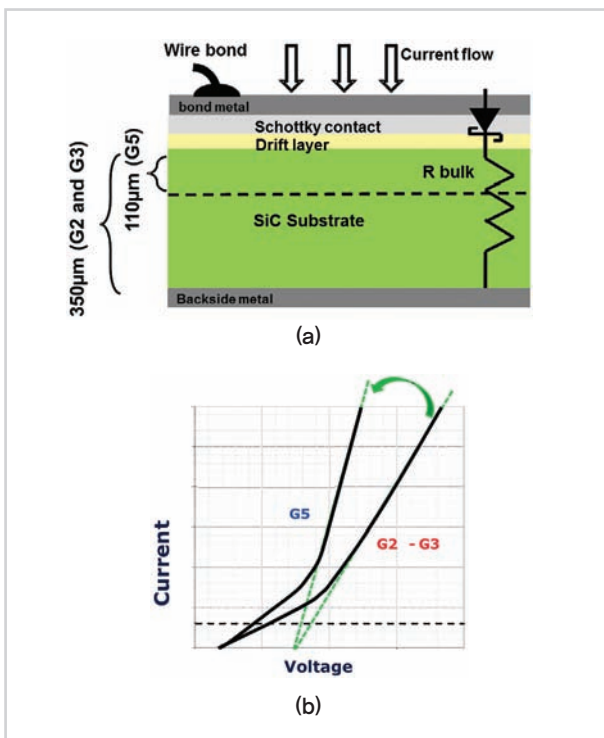 Wire bond
Current flow
bond metal
Schottky contact
Drift layer
R bulk
SiC Substrate
Backside metal
350µm (G2 and G3)
110µm (G5)
(a)
G5
G2 - G3
Current
Voltage
(b)